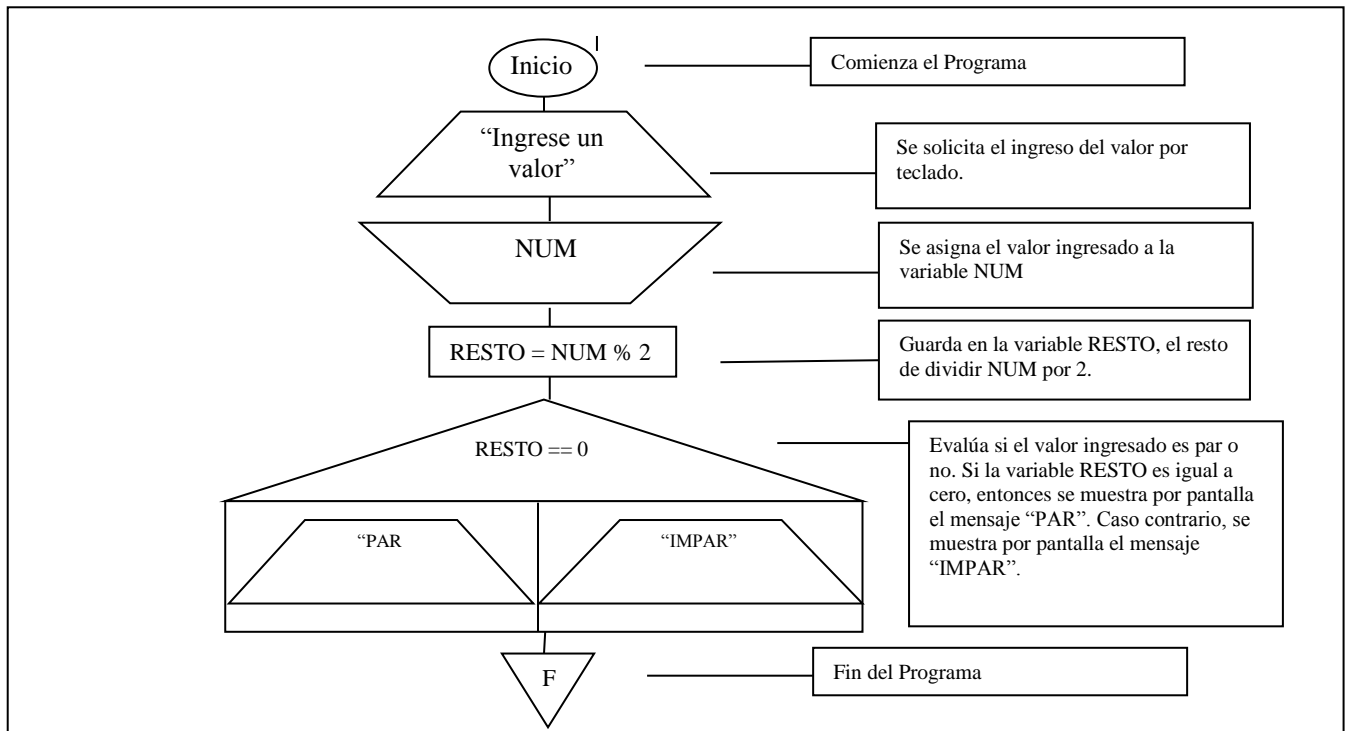 Inicio
Comienza el Programa
“Ingrese un
valor”
Se solicita el ingreso del valor por
teclado.
NUM
Se asigna el valor ingresado a la
variable NUM
RESTO = NUM % 2
Guarda en la variable RESTO, el resto
de dividir NUM por 2.
RESTO == 0
Evalúa si el valor ingresado es par o
no. Si la variable RESTO es igual a
cero, entonces se muestra por pantalla
el mensaje “PAR”. Caso contrario, se
muestra por pantalla el mensaje
“IMPAR”.
“PAR
“IMPAR”
F
Fin del Programa